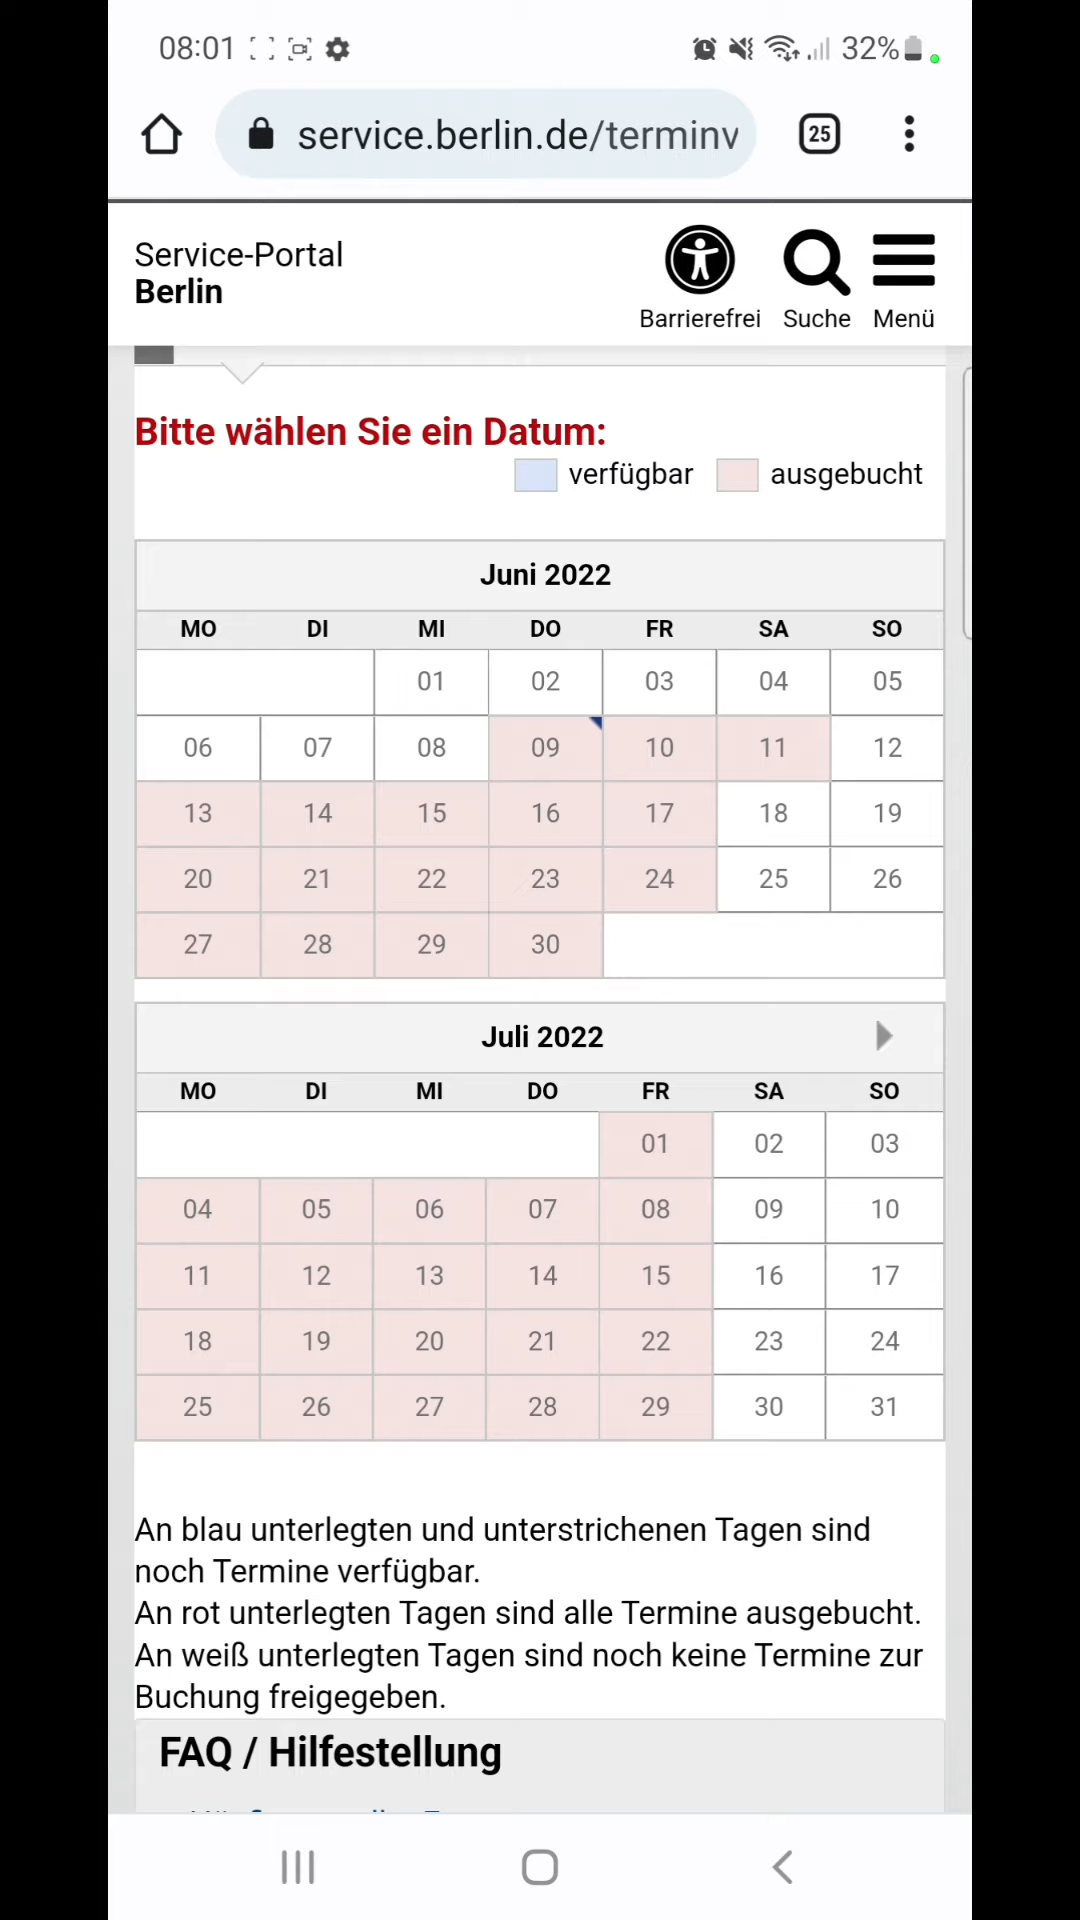 08:01 32%
service.berlin.de/terminv 25
Service-Portal
Berlin
Barrierefrei Suche Menü
Bitte wählen Sie ein Datum:
verfügbar ausgebucht
Juni 2022
MO DI MI DO FR SA SO
01 02 03 04 05
06 07 08 09 10 11 12
13 14 15 16 17 18 19
20 21 22 23 24 25 26
27 28 29 30
Juli 2022
MO DI MI DO FR SA SO
01 02 03
04 05 06 07 08 09 10
11 12 13 14 15 16 17
18 19 20 21 22 23 24
25 26 27 28 29 30 31
An blau unterlegten und unterstrichenen Tagen sind
noch Termine verfügbar.
An rot unterlegten Tagen sind alle Termine ausgebucht.
An weiß unterlegten Tagen sind noch keine Termine zur
Buchung freigegeben.
FAQ / Hilfestellung